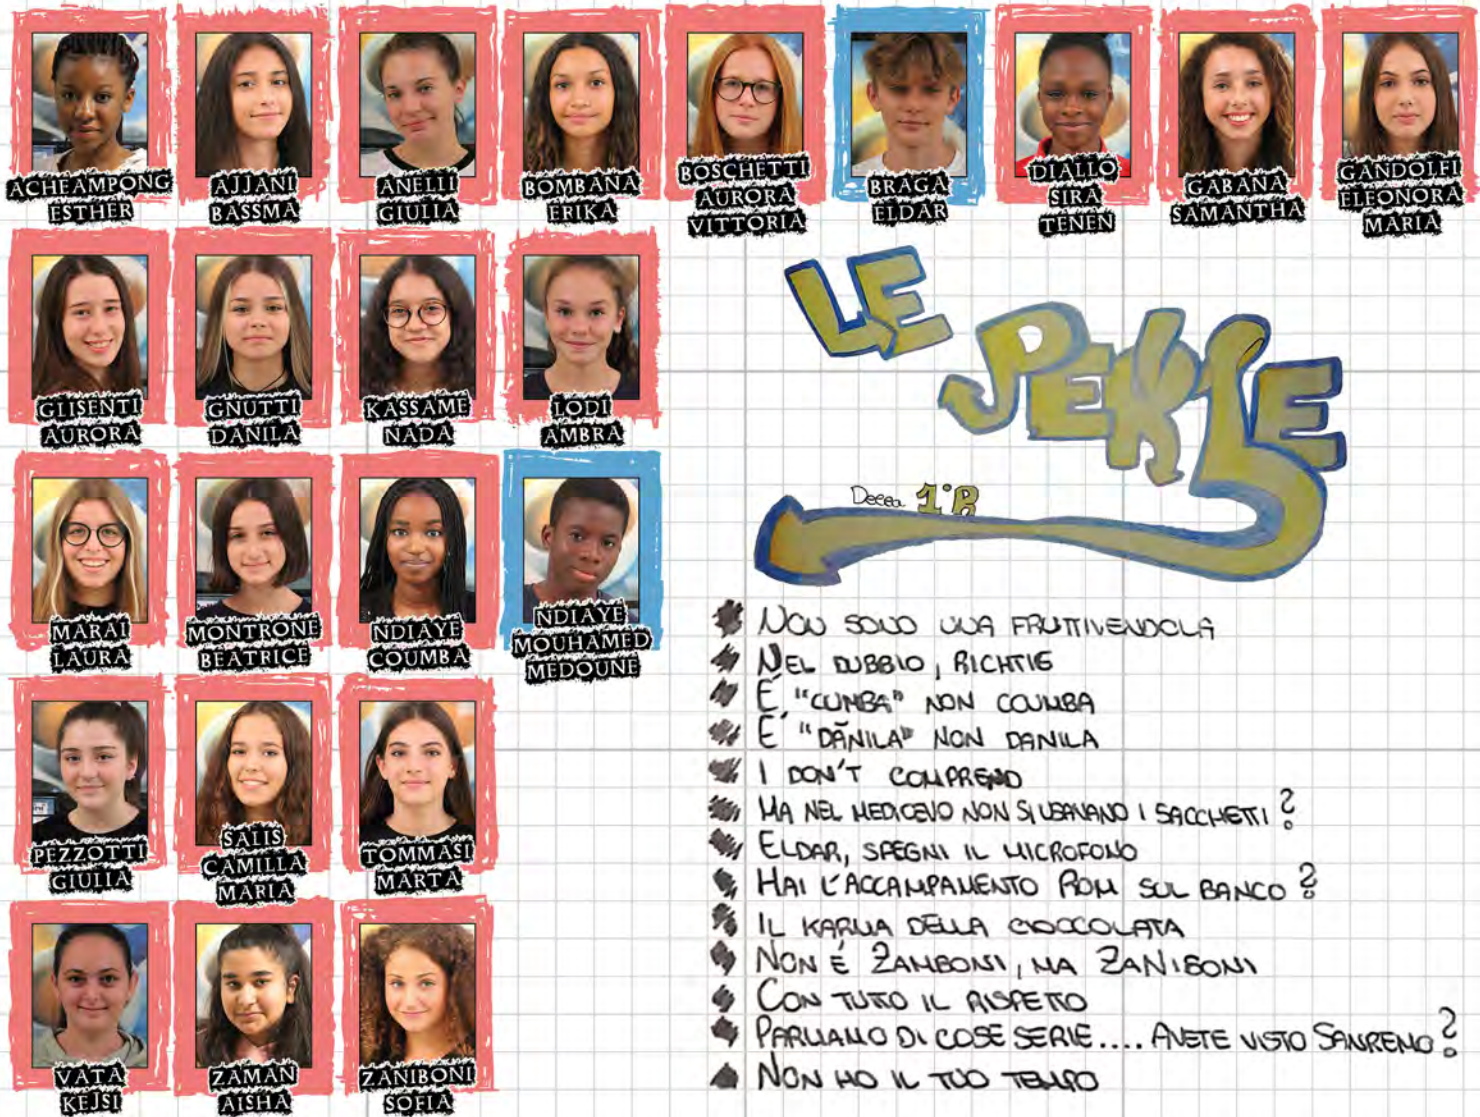 ACHEAMPONG
ESTHER
AJJANI
BASSMA
ANELLI
GIULIA
BOMBANA
ERIKA
BOSCHETTI
AURORA
VITTORIA
BRAGA
ELDAR
DIALLO
SIRA
TENEN
GABANA
SAMANTHA
GANDOLFI
ELEONORA
MARIA
GLISENTI
AURORA
GNUTTI
DANILA
KASSAME
NADA
LODI
AMBRA
MARAI
LAURA
MONTRONE
BEATRICE
NDIAYE
COUMBA
NDIAYE
MOUHAMED
MEDOUNE
PEZZOTTI
GIULIA
SALIS
CAMILLA
MARIA
TOMMASI
MARTA
VATA
KEJSI
ZAMAN
AISHA
ZANIBONI
SOFIA
LE
PERLE
DELLA 1°R
NON SONO UNA FRUTTIVENDOLA
NEL DUBBIO, RICHTIG
É "CUMBA" NON COUMBA
É "DĂNILA" NON DANILA
I DON'T COMPREND
MA NEL MEDIOEVO NON SI USAVANO I SACCHETTI?
ELDAR, SPEGNI IL MICROFONO
HAI L'ACCAMPAMENTO ROM SUL BANCO?
IL KARMA DELLA CIOCCOLATA
NON É ZAMBONI, MA ZANIBONI
CON TUTTO IL RISPETTO
PARLIAMO DI COSE SERIE.... AVETE VISTO SANREMO?
NON HO IL TUO TEMPO